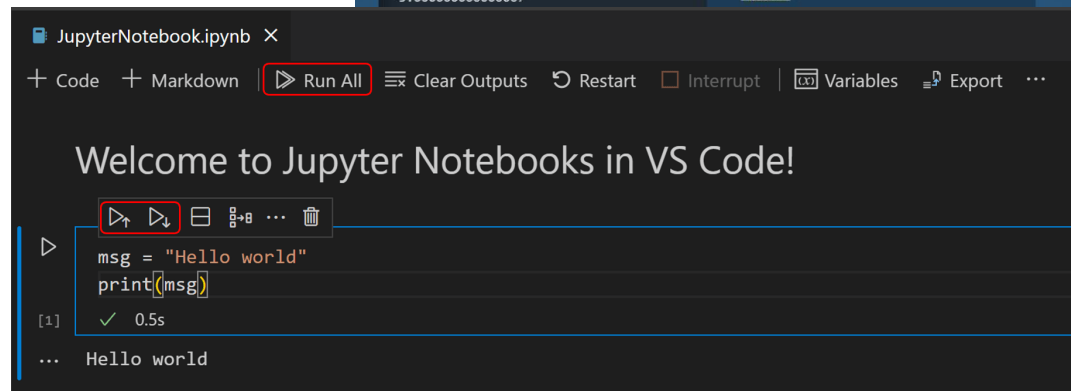 JupyterNotebook.ipynb
Code Markdown Run All Clear Outputs Restart Interrupt Variables Export ...
Welcome to Jupyter Notebooks in VS Code!
msg = "Hello world"
print(msg)
[1] 0.5s
Hello world